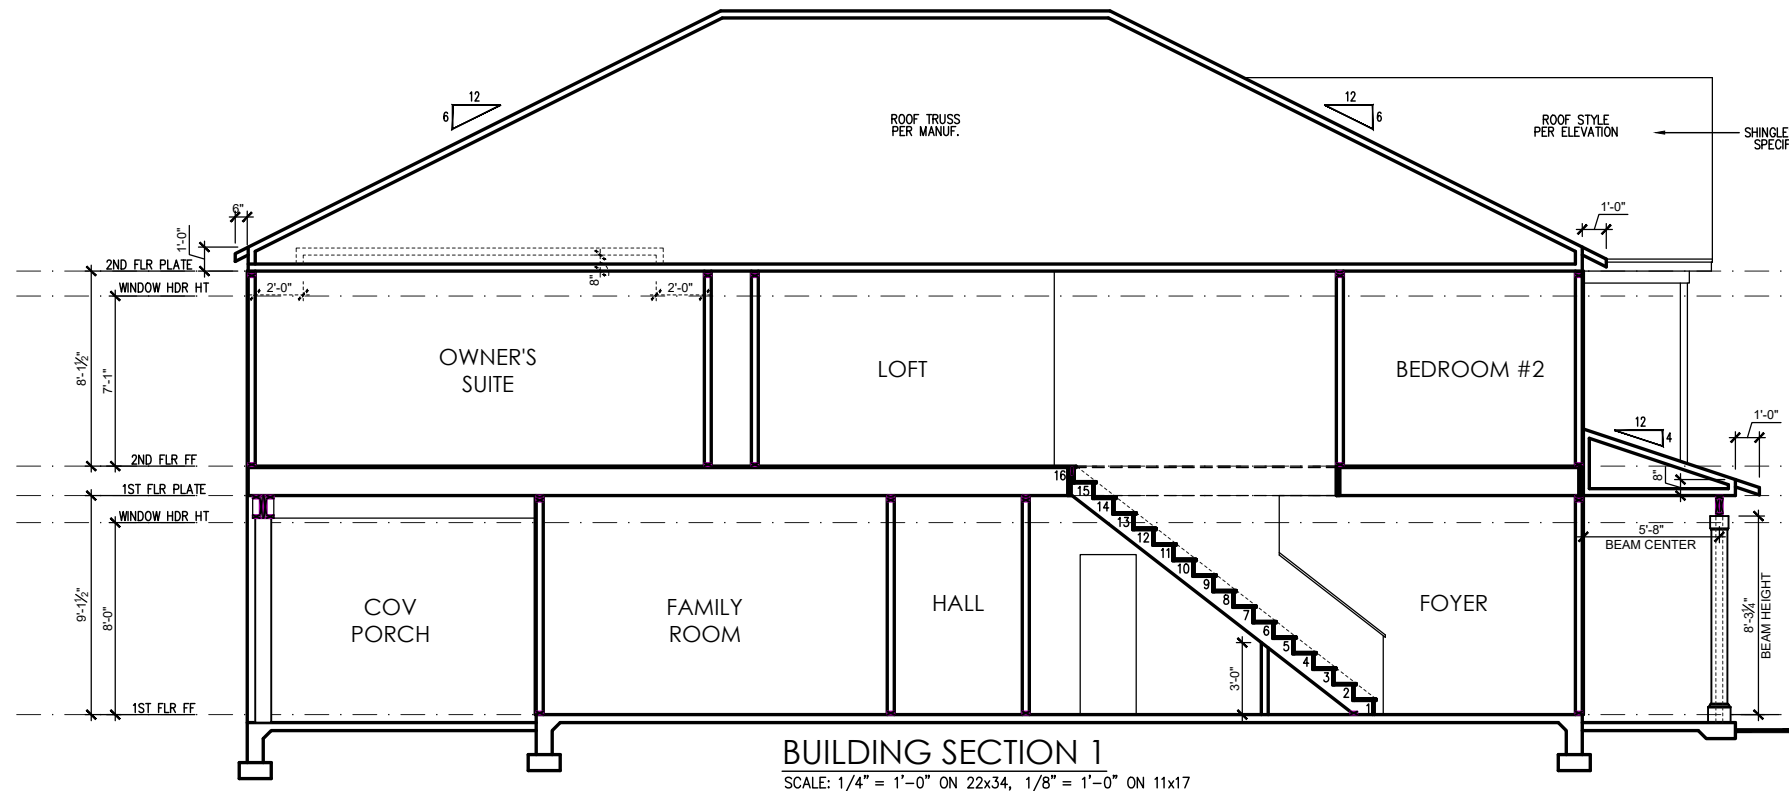 12
6
ROOF TRUSS
PER MANUF.
12
6
ROOF STYLE
PER ELEVATION
SHINGLE
SPECIF
6"
1'-0"
1'-0"
2ND FLR PLATE
WINDOW HDR HT
2'-0"
8"
2'-0"
8'-1½"
7'-1"
OWNER'S
SUITE
LOFT
BEDROOM #2
12
4
1'-0"
8"
2ND FLR FF
1ST FLR PLATE
WINDOW HDR HT
16
15
14
13
12
11
10
9
8
7
6
5
4
3
2
1
5'-8"
BEAM CENTER
9'-1½"
8'-0"
COV
PORCH
FAMILY
ROOM
HALL
FOYER
3'-0"
8'-3¼"
BEAM HEIGHT
1ST FLR FF
BUILDING SECTION 1
SCALE: 1/4" = 1'-0" ON 22x34, 1/8" = 1'-0" ON 11x17